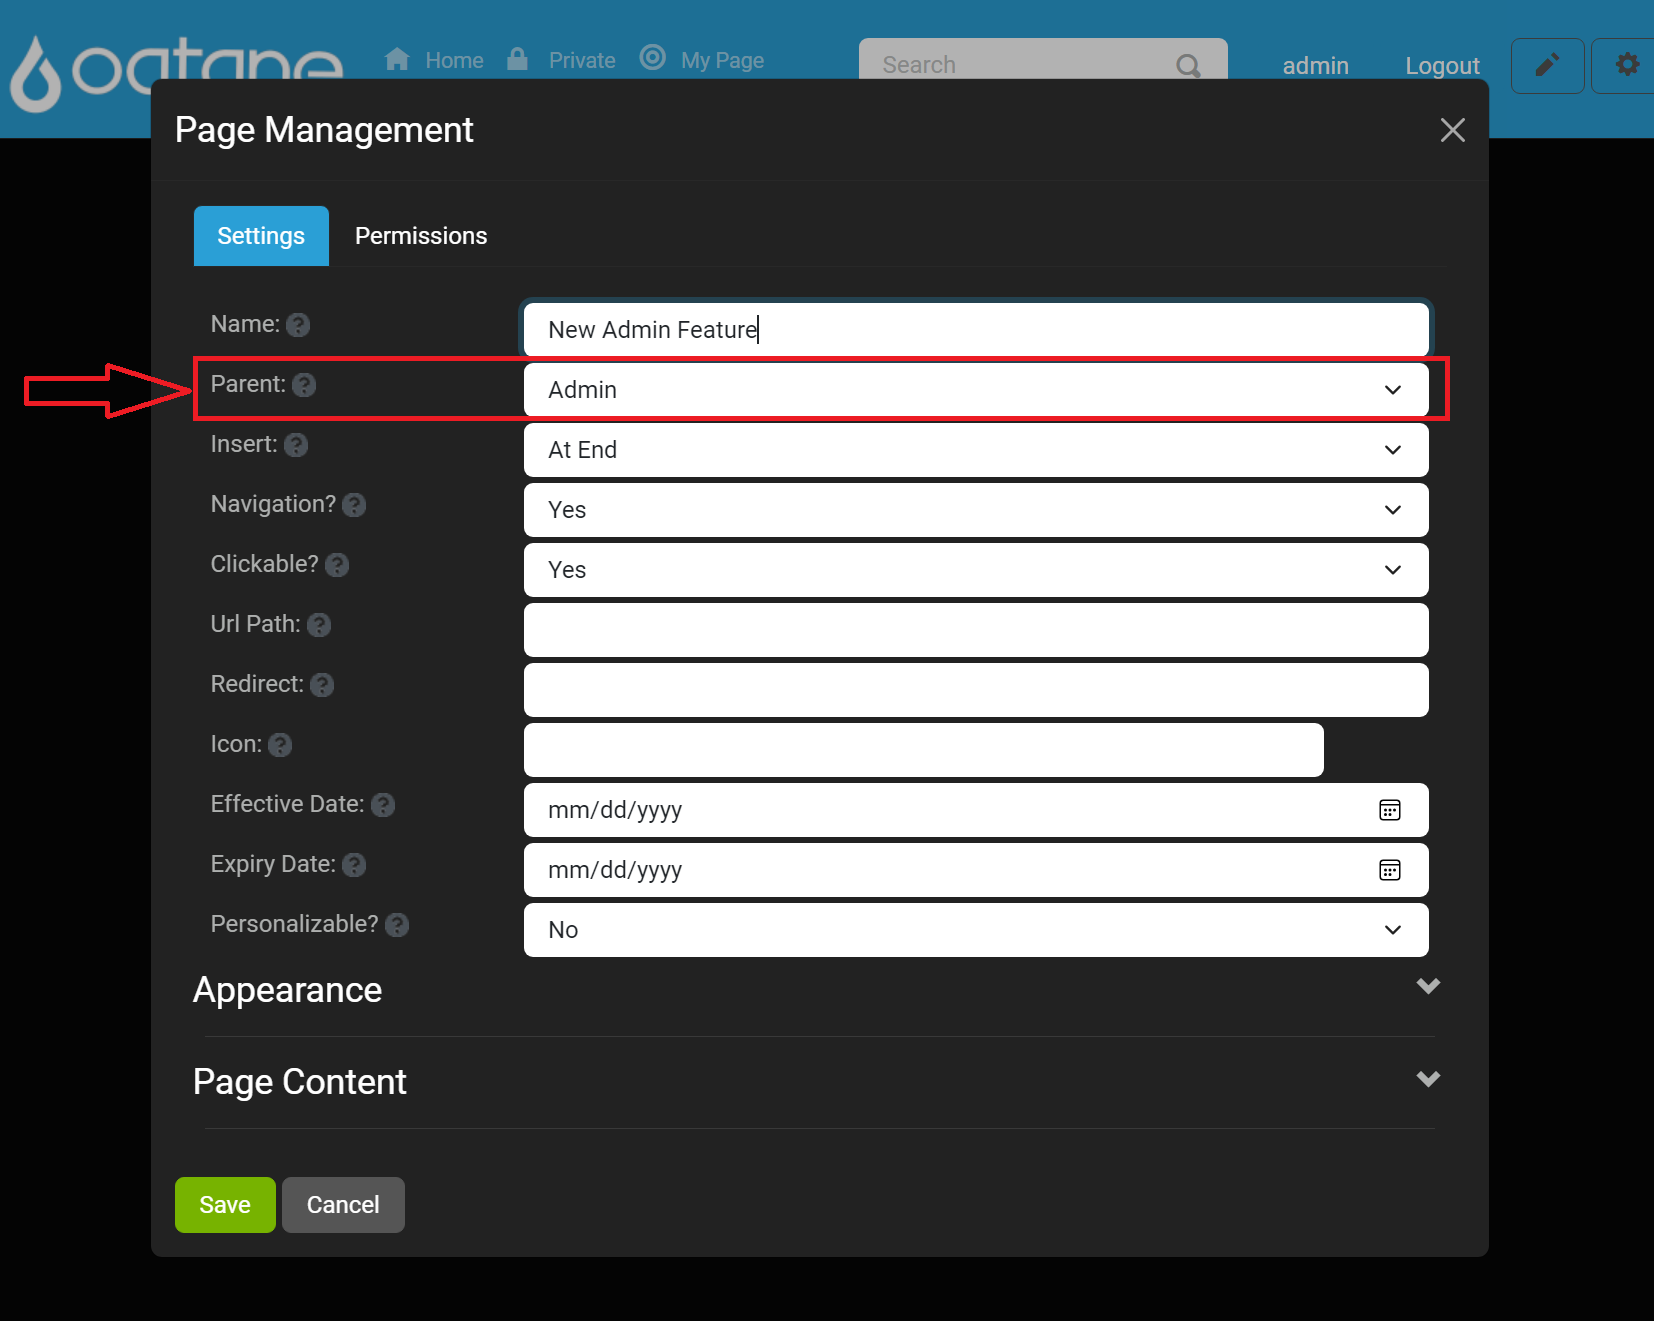 oqtane
Home Private My Page Search admin Logout
Page Management
Settings Permissions
Name: ? New Admin Feature
Parent: ? Admin
Insert: ? At End
Navigation? ? Yes
Clickable? ? Yes
Url Path: ?
Redirect: ?
Icon: ?
Effective Date: ? mm/dd/yyyy
Expiry Date: ? mm/dd/yyyy
Personalizable? ? No
Appearance
Page Content
Save Cancel